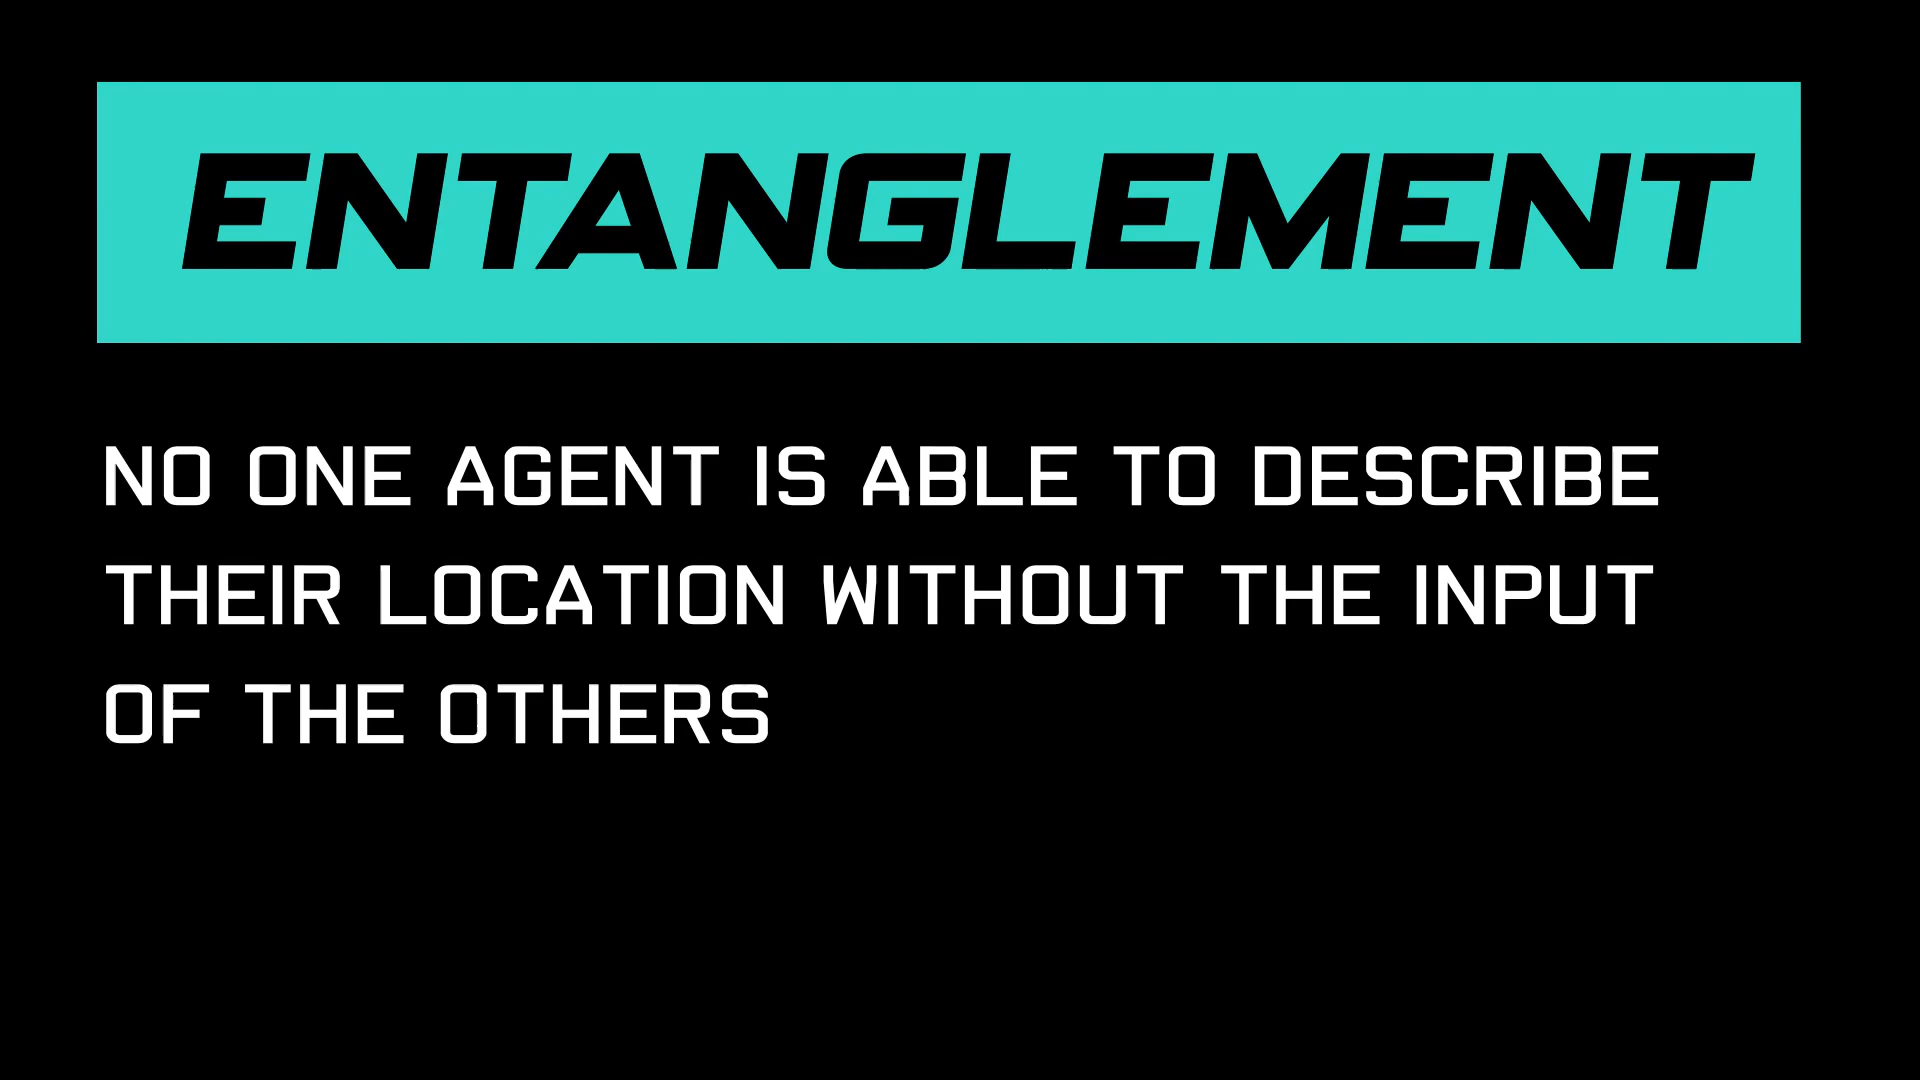 ENTANGLEMENT
NO ONE AGENT IS ABLE TO DESCRIBE
THEIR LOCATION WITHOUT THE INPUT
OF THE OTHERS